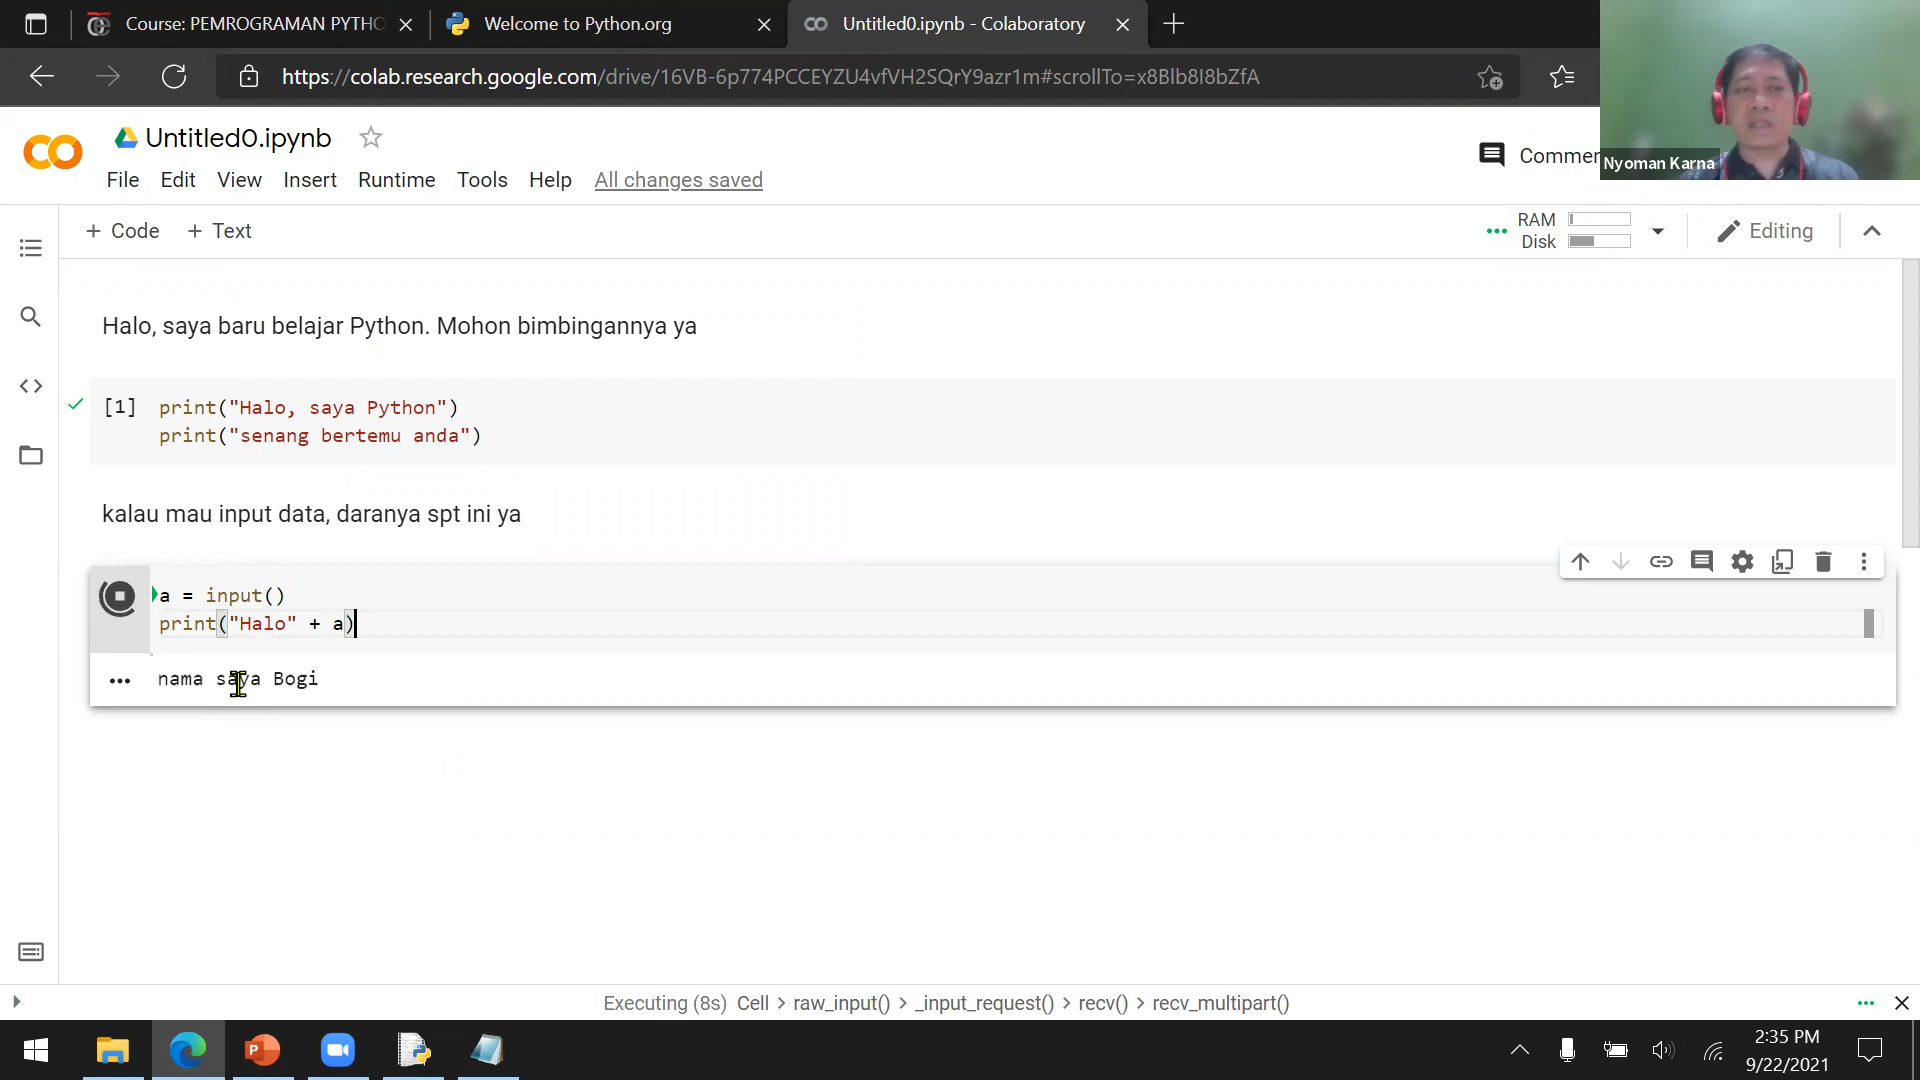 Course: PEMROGRAMAN PYTHO
Welcome to Python.org
Untitled0.ipynb - Colaboratory
https://colab.research.google.com/drive/16VB-6p774PCCEYZU4vfVH2SQrY9azr1m#scrollTo=x8Blb8I8bZfA
Nyoman Karna
Untitled0.ipynb
Commen
File Edit View Insert Runtime Tools Help All changes saved
+ Code + Text
RAM
Disk
Editing
Halo, saya baru belajar Python. Mohon bimbingannya ya
[1] print("Halo, saya Python")
print("senang bertemu anda")
kalau mau input data, daranya spt ini ya
a = input()
print("Halo" + a)
nama saya Bogi
Executing (8s) Cell > raw_input() > _input_request() > recv() > recv_multipart()
2:35 PM
9/22/2021